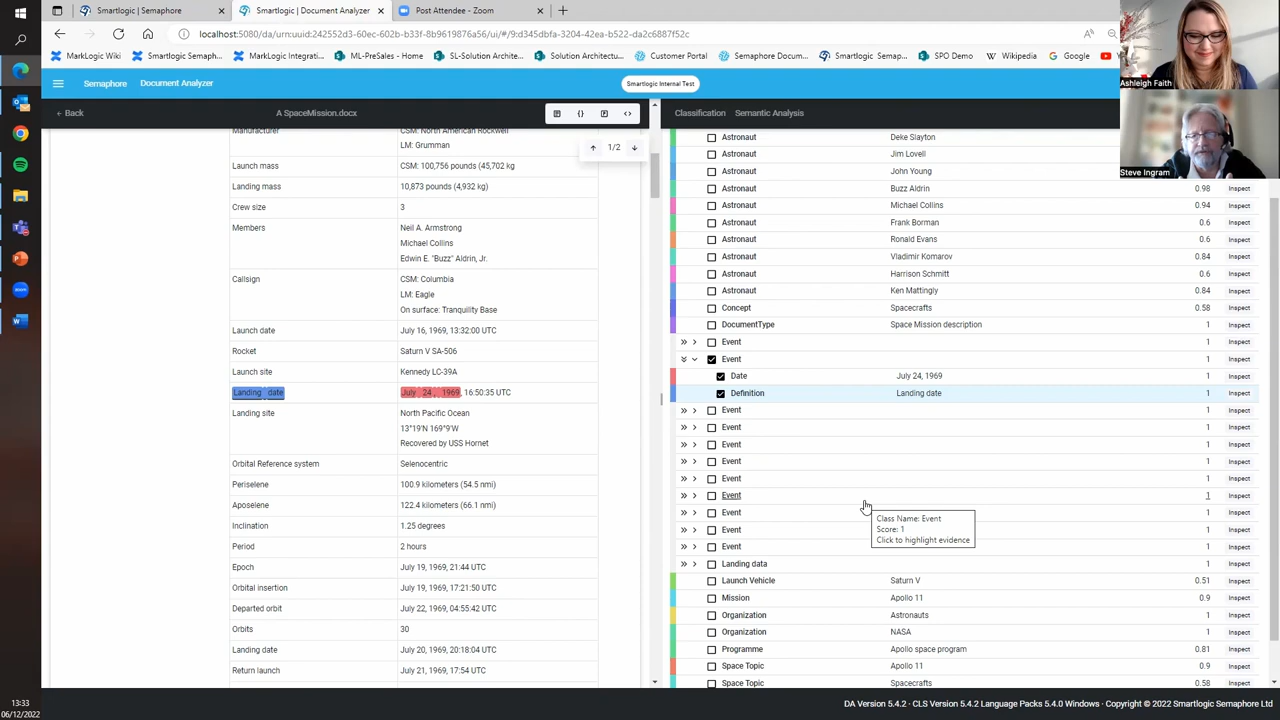 Smartlogic | Semaphore
Smartlogic | Document Analyzer
Post Attendee - Zoom
localhost:5080/da/urn:uuid:242552d3-60ec-602b-b33f-8b9619876a56/ui/#/9:d345dbfa-3204-42ea-b522-da2c6887f52c
MarkLogic Wiki
Smartlogic Semaph...
MarkLogic Integrati...
ML-PreSales - Home
SL-Solution Architec...
Solution Architectu...
Customer Portal
Semaphore Docum...
Smartlogic Semap...
SPO Demo
Wikipedia
Google
Ashleigh Faith
Steve Ingram
Semaphore
Document Analyzer
Smartlogic Internal Test
Back
A SpaceMission.docx
Classification
Semantic Analysis
1/2
Manufacturer
CSM: North American Rockwell
LM: Grumman
Launch mass
CSM: 100,756 pounds (45,702 kg
Landing mass
10,873 pounds (4,932 kg)
Crew size
3
Members
Neil A. Armstrong
Michael Collins
Edwin E. "Buzz" Aldrin, Jr.
Callsign
CSM: Columbia
LM: Eagle
On surface: Tranquility Base
Launch date
July 16, 1969, 13:32:00 UTC
Rocket
Saturn V SA-506
Launch site
Kennedy LC-39A
Landing date
July 24, 1969, 16:50:35 UTC
Landing site
North Pacific Ocean
13°19'N 169°9'W
Recovered by USS Hornet
Orbital Reference system
Selenocentric
Periselene
100.9 kilometers (54.5 nmi)
Aposelene
122.4 kilometers (66.1 nmi)
Inclination
1.25 degrees
Period
2 hours
Epoch
July 19, 1969, 21:44 UTC
Orbital insertion
July 19, 1969, 17:21:50 UTC
Departed orbit
July 22, 1969, 04:55:42 UTC
Orbits
30
Landing date
July 20, 1969, 20:18:04 UTC
Return launch
July 21, 1969, 17:54 UTC
Astronaut Deke Slayton
Astronaut Jim Lovell
Astronaut John Young
Astronaut Buzz Aldrin 0.98 Inspect
Astronaut Michael Collins 0.94 Inspect
Astronaut Frank Borman 0.6 Inspect
Astronaut Ronald Evans 0.6 Inspect
Astronaut Vladimir Komarov 0.84 Inspect
Astronaut Harrison Schmitt 0.6 Inspect
Astronaut Ken Mattingly 0.84 Inspect
Concept Spacecrafts 0.58 Inspect
DocumentType Space Mission description 1 Inspect
Event 1 Inspect
Event 1 Inspect
Date July 24, 1969 1 Inspect
Definition Landing date 1 Inspect
Event 1 Inspect
Event 1 Inspect
Event 1 Inspect
Event 1 Inspect
Event 1 Inspect
Event 1 Inspect
Event 1 Inspect
Event 1 Inspect
Event 1 Inspect
Class Name: Event
Score: 1
Click to highlight evidence
Landing data 1 Inspect
Launch Vehicle Saturn V 0.51 Inspect
Mission Apollo 11 0.9 Inspect
Organization Astronauts 1 Inspect
Organization NASA 1 Inspect
Programme Apollo space program 0.81 Inspect
Space Topic Apollo 11 0.9 Inspect
Space Topic Spacecrafts 0.58 Inspect
13:33
06/12/2022
DA Version 5.4.2 · CLS Version 5.4.2 Language Packs 5.4.0 Windows · Copyright © 2022 Smartlogic Semaphore Ltd